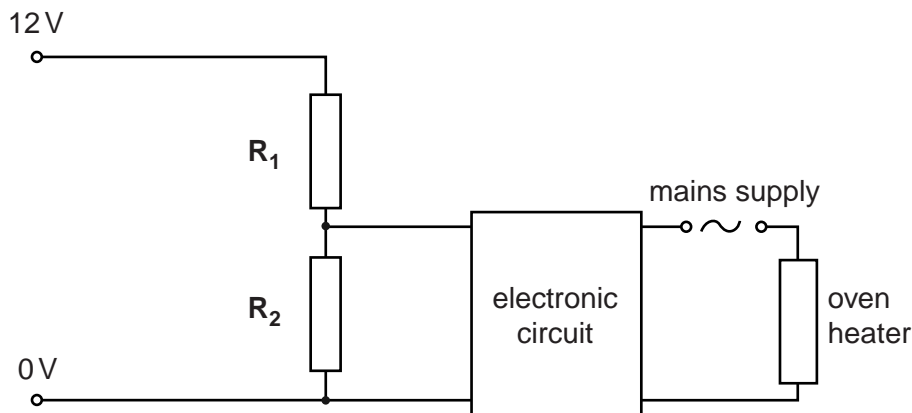 12 V
R1
mains supply
R2
electronic
circuit
oven
heater
0 V